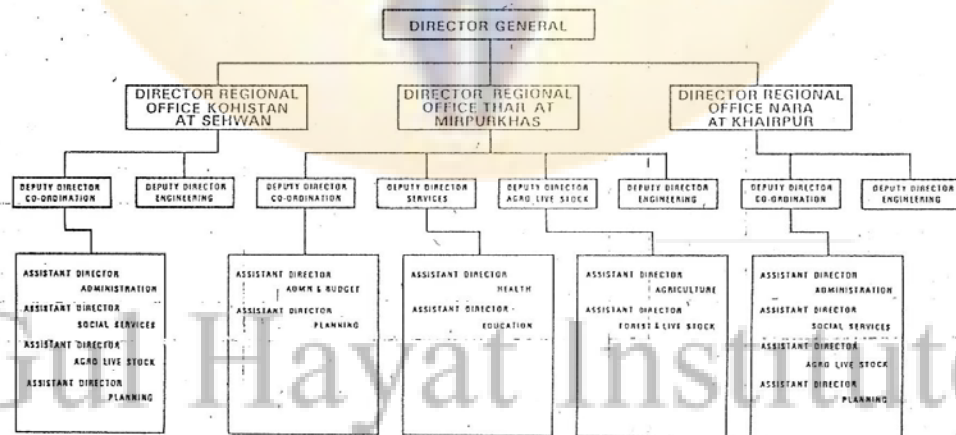 DIRECTOR GENERAL
DIRECTOR REGIONAL
OFFICE KOHISTAN
AT SEHWAN
DIRECTOR REGIONAL
OFFICE THAR AT
MIRPURKHAS
DIRECTOR REGIONAL
OFFICE NARA
AT KHAIRPUR
DEPUTY DIRECTOR
CO-ORDINATION
DEPUTY DIRECTOR
ENGINEERING
DEPUTY DIRECTOR
CO-ORDINATION
DEPUTY DIRECTOR
SERVICES
DEPUTY DIRECTOR
AGRO LIVE STOCK
DEPUTY DIRECTOR
ENGINEERING
DEPUTY DIRECTOR
CO-ORDINATION
DEPUTY DIRECTOR
ENGINEERING
ASSISTANT DIRECTOR
ADMINISTRATION
ASSISTANT DIRECTOR
SOCIAL SERVICES
ASSISTANT DIRECTOR
AGRO LIVE STOCK
ASSISTANT DIRECTOR
PLANNING
ASSISTANT DIRECTOR
ADMN & BUDGET
ASSISTANT DIRECTOR
PLANNING
ASSISTANT DIRECTOR
HEALTH
ASSISTANT DIRECTOR
EDUCATION
ASSISTANT DIRECTOR
AGRICULTURE
ASSISTANT DIRECTOR
FOREST & LIVE STOCK
ASSISTANT DIRECTOR
ADMINISTRATION
ASSISTANT DIRECTOR
SOCIAL SERVICES
ASSISTANT DIRECTOR
AGRO LIVE STOCK
ASSISTANT DIRECTOR
PLANNING
Gul Hayat Institute